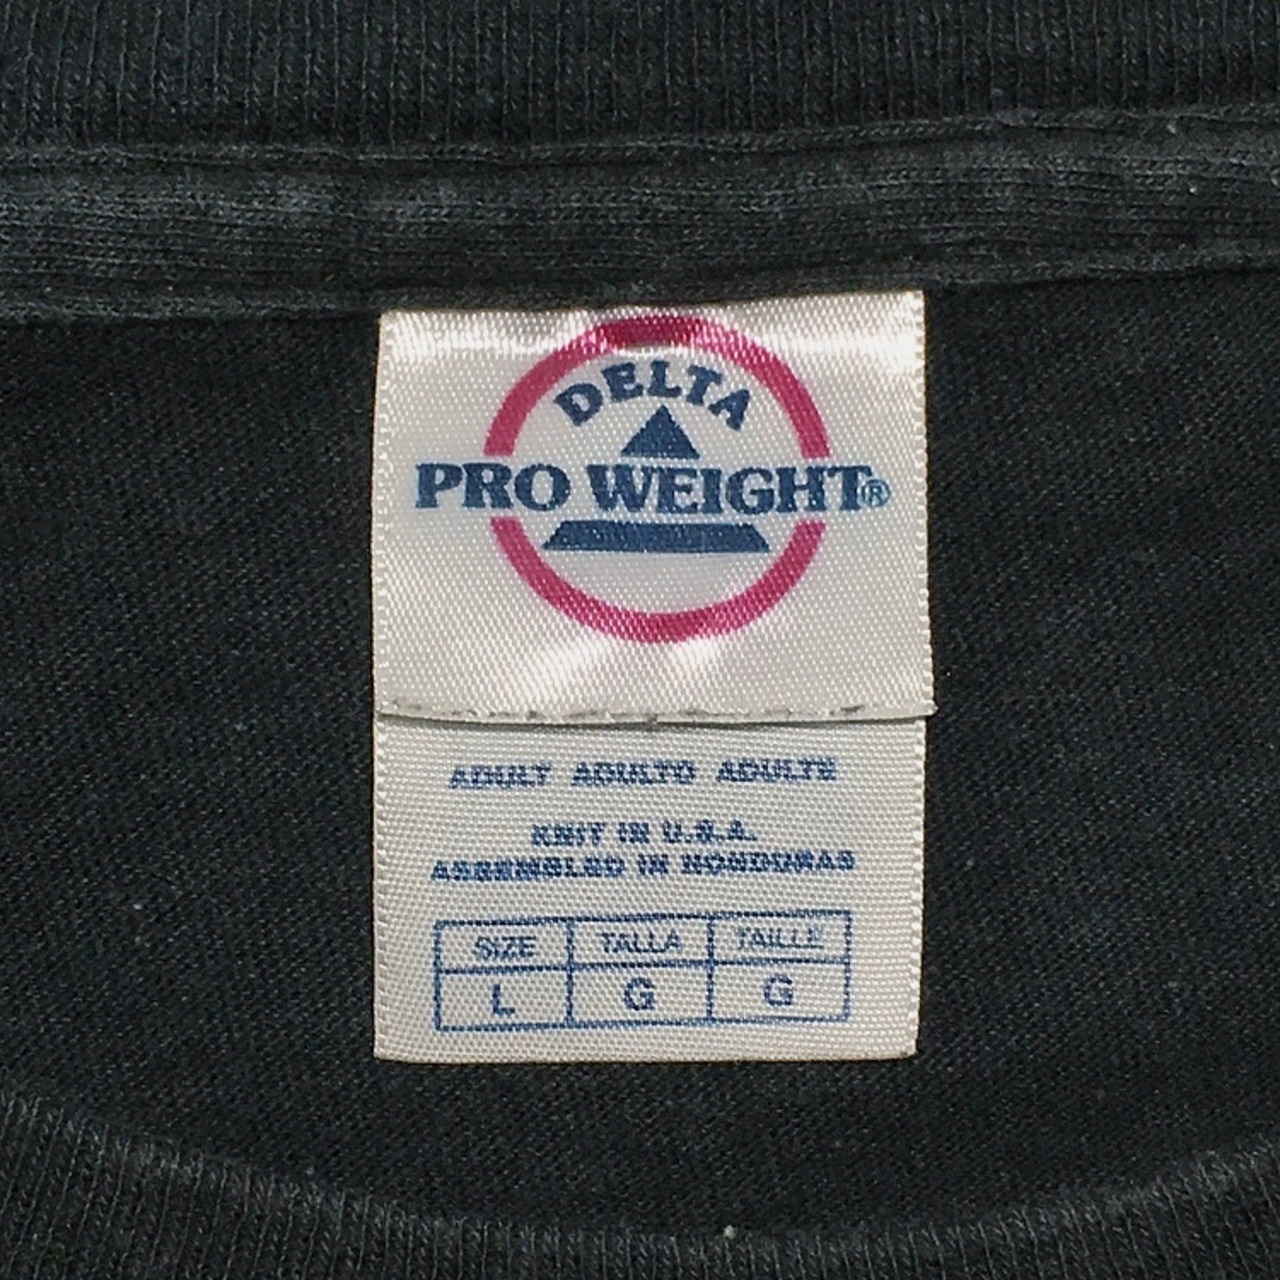 DELTA
PRO WEIGHT®
ADULT ADULTO ADULTE
KNIT IN U.S.A.
ASSEMBLED IN HONDURAS
SIZE TALLA TAILLE
L G G